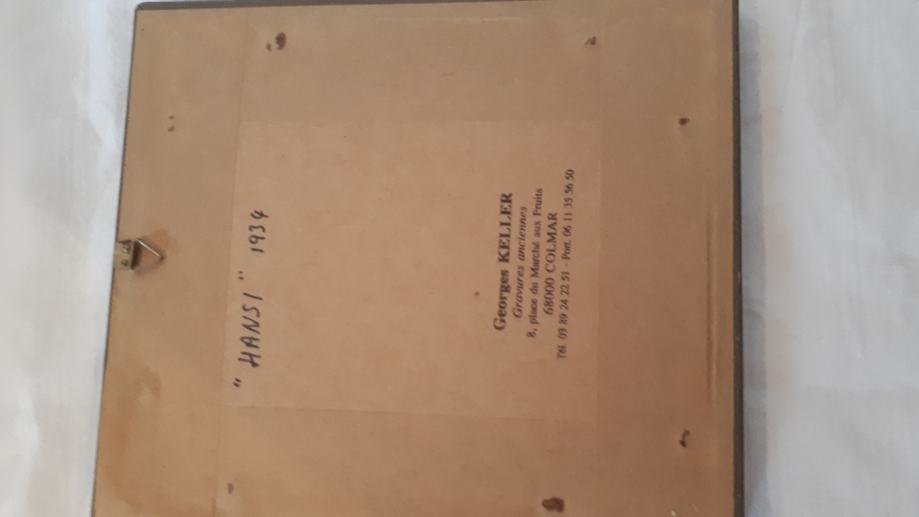 "HANSI" 1934
Georges KELLER
Gravures anciennes
8, place du Marché aux Fruits
68000 COLMAR
Tél. 03 89 24 22 51 - Port. 06 11 35 56 50